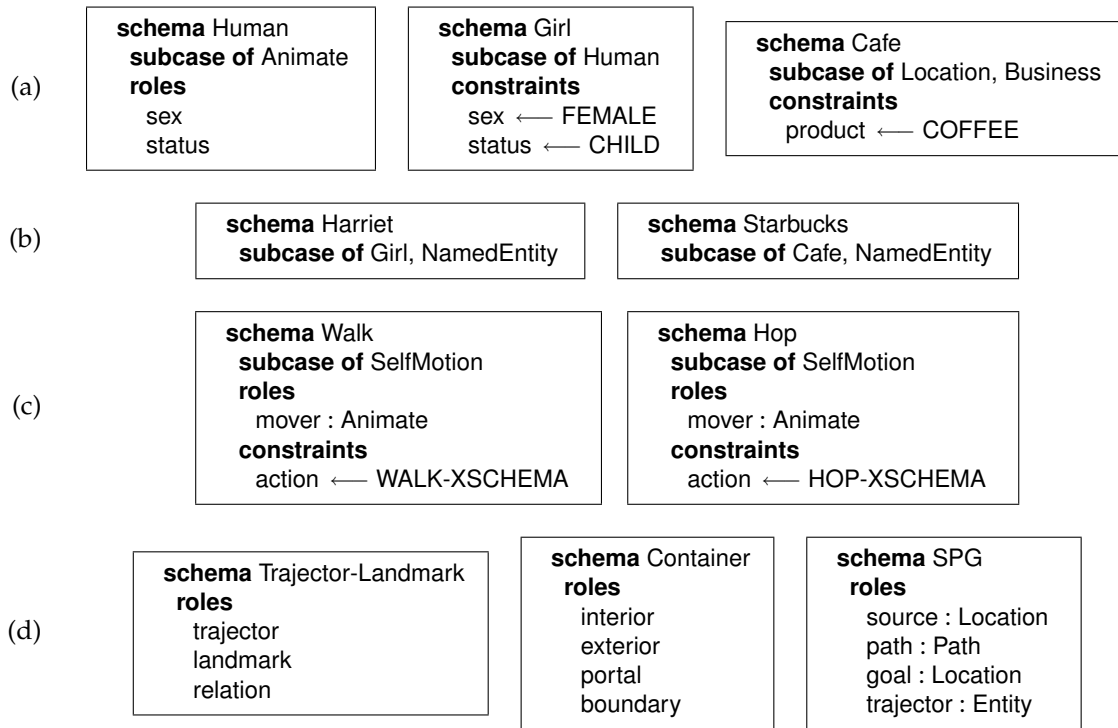 (a)
schema Human
subcase of Animate
roles
sex
status
schema Girl
subcase of Human
constraints
sex ⟵ FEMALE
status ⟵ CHILD
schema Cafe
subcase of Location, Business
constraints
product ⟵ COFFEE
(b)
schema Harriet
subcase of Girl, NamedEntity
schema Starbucks
subcase of Cafe, NamedEntity
(c)
schema Walk
subcase of SelfMotion
roles
mover : Animate
constraints
action ⟵ WALK-XSCHEMA
schema Hop
subcase of SelfMotion
roles
mover : Animate
constraints
action ⟵ HOP-XSCHEMA
(d)
schema Trajector-Landmark
roles
trajector
landmark
relation
schema Container
roles
interior
exterior
portal
boundary
schema SPG
roles
source : Location
path : Path
goal : Location
trajector : Entity